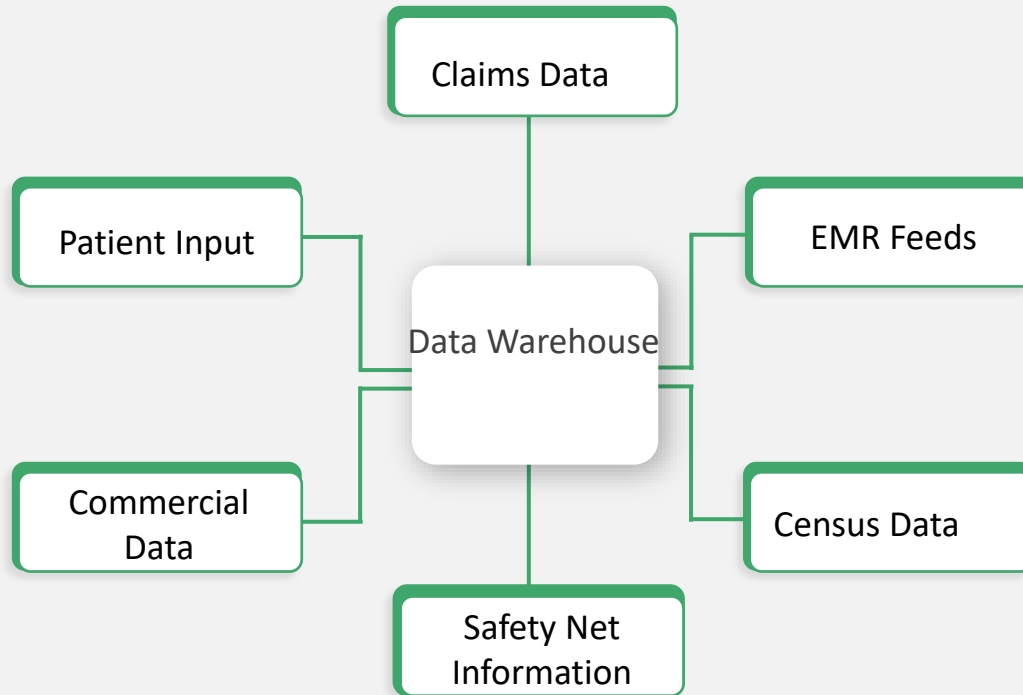 Claims Data
Patient Input
EMR Feeds
Data Warehouse
Commercial
Data
Census Data
Safety Net
Information